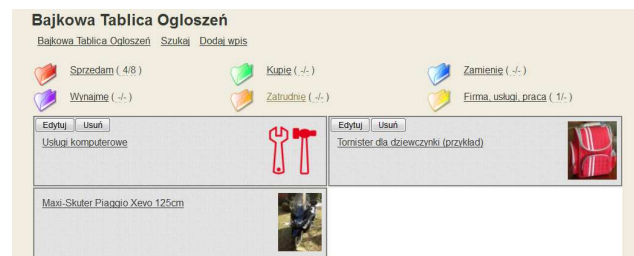 Bajkowa Tablica Ogloszeń
Bajkowa Tablica Ogloszeń Szukaj Dodaj wpis
Sprzedam ( 4/8 ) Kupię ( -/- ) Zamienię ( -/- )
Wynajmę ( -/- ) Zatrudnię ( -/- ) Firma, usługi, praca ( 1/- )
Edytuj Usuń Edytuj Usuń
Usługi komputerowe Tornister dla dziewczynki (przykład)
Maxi-Skuter Piaggio Xevo 125cm